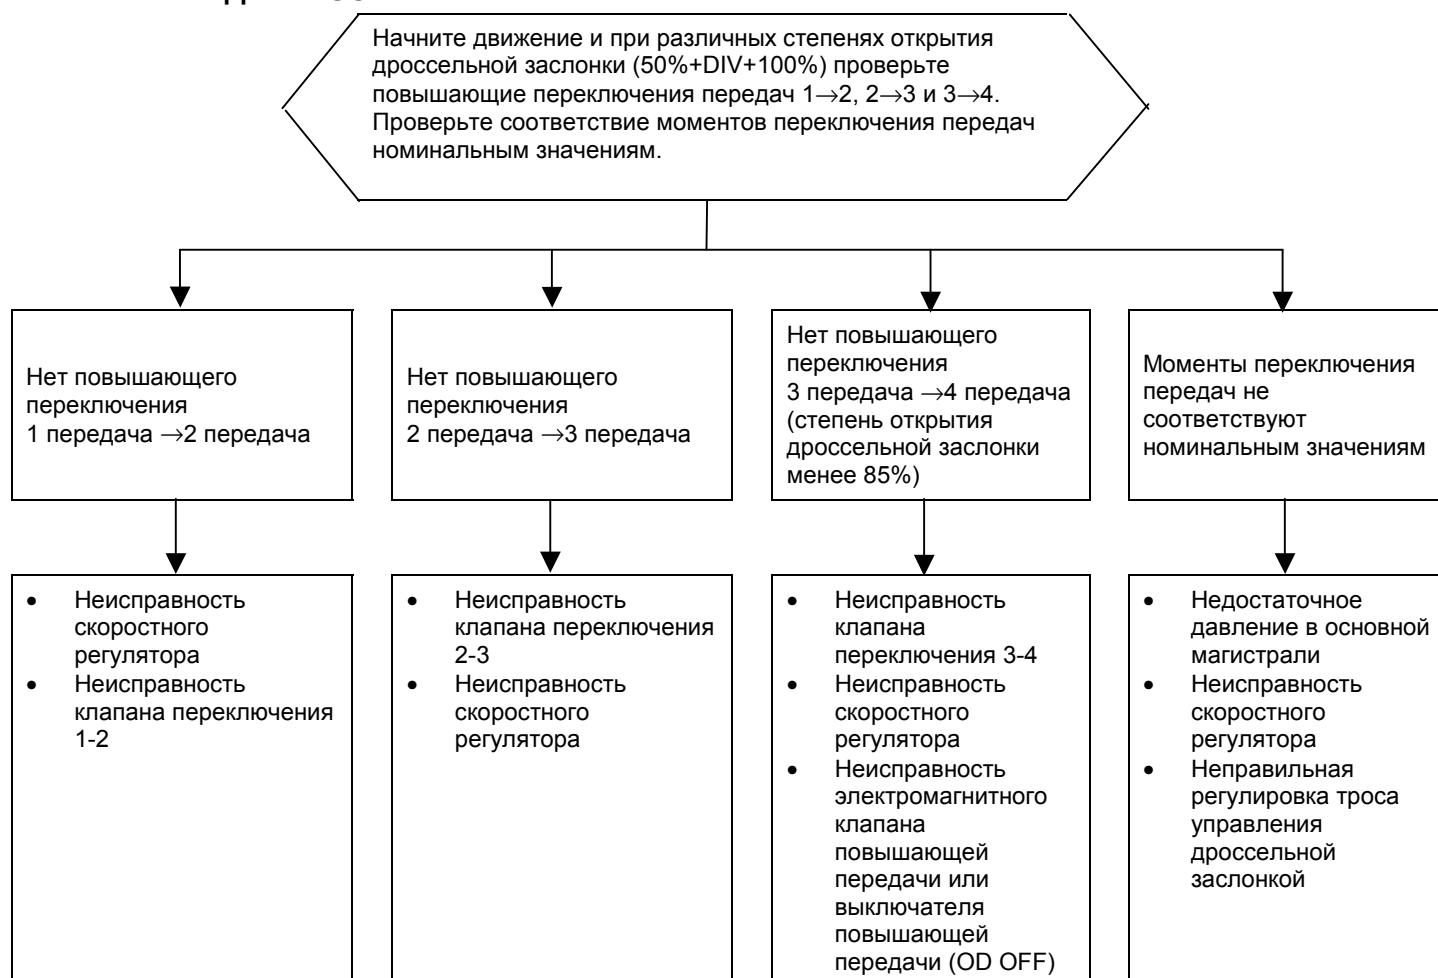 Начните движение и при различных степенях открытия
дроссельной заслонки (50%+DIV+100%) проверьте
повышающие переключения передач 1→2, 2→3 и 3→4.
Проверьте соответствие моментов переключения передач
номинальным значениям.
Нет повышающего
переключения
1 передача →2 передача
Нет повышающего
переключения
2 передача →3 передача
Нет повышающего
переключения
3 передача →4 передача
(степень открытия
дроссельной заслонки
менее 85%)
Моменты переключения
передач не
соответствуют
номинальным значениям
• Неисправность
скоростного
регулятора
• Неисправность
клапана переключения
1-2
• Неисправность
клапана переключения
2-3
• Неисправность
скоростного
регулятора
• Неисправность
клапана
переключения 3-4
• Неисправность
скоростного
регулятора
• Неисправность
электромагнитного
клапана
повышающей
передачи или
выключателя
повышающей
передачи (OD OFF)
• Недостаточное
давление в основной
магистрали
• Неисправность
скоростного
регулятора
• Неправильная
регулировка троса
управления
дроссельной
заслонкой